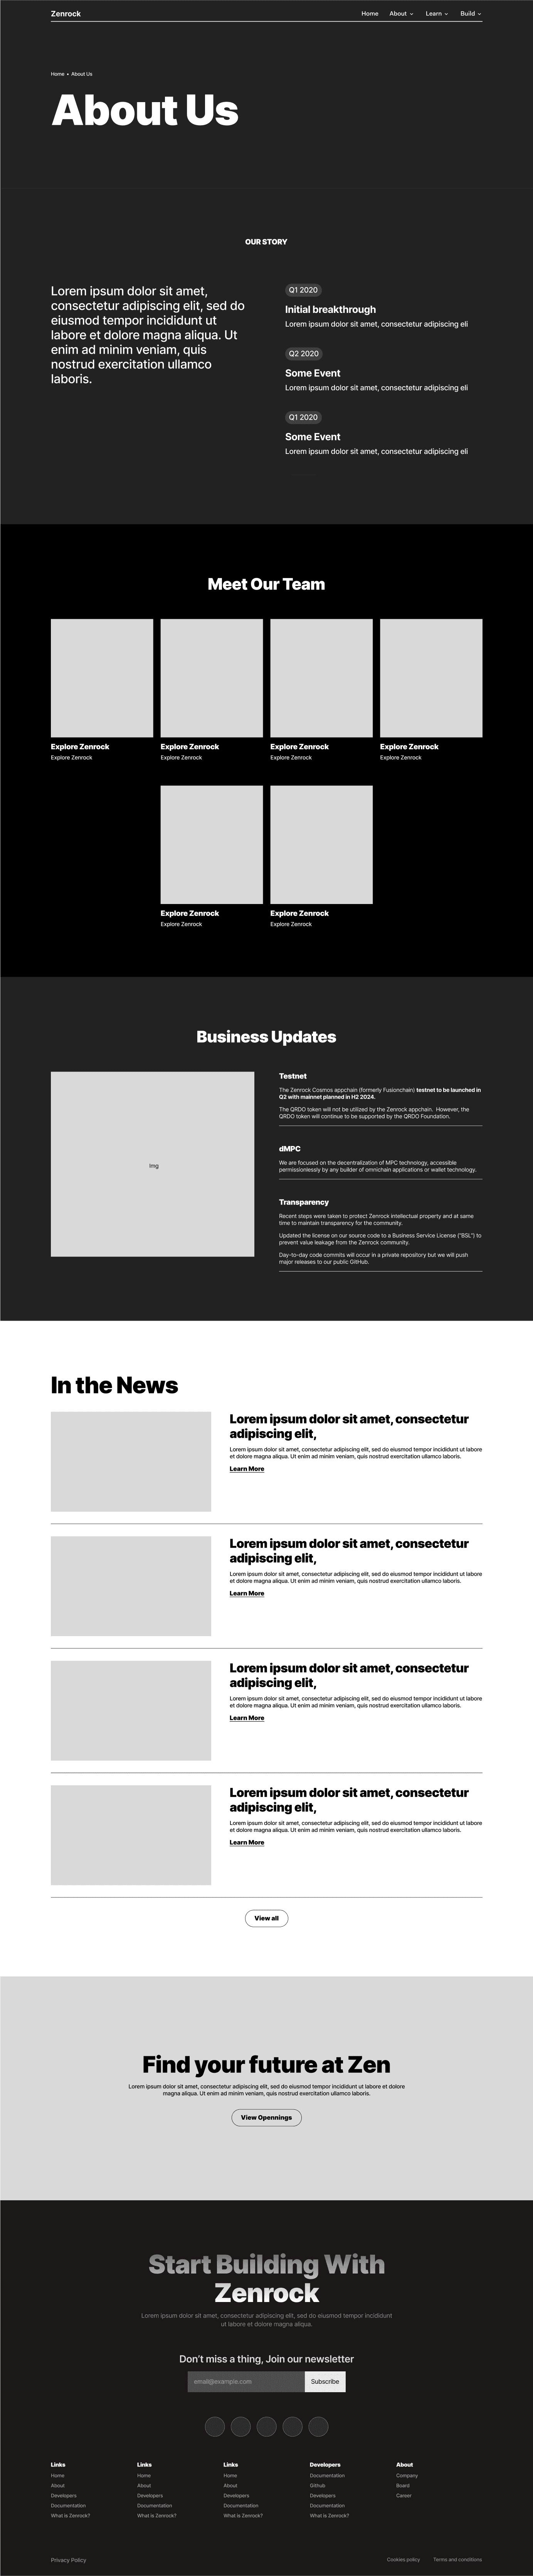 Zenrock
Home About Learn Build
Home • About Us
About Us
OUR STORY
Lorem ipsum dolor sit amet,
consectetur adipiscing elit, sed do
eiusmod tempor incididunt ut
labore et dolore magna aliqua. Ut
enim ad minim veniam, quis
nostrud exercitation ullamco
laboris.
Q1 2020
Initial breakthrough
Lorem ipsum dolor sit amet, consectetur adipiscing eli
Q2 2020
Some Event
Lorem ipsum dolor sit amet, consectetur adipiscing eli
Q1 2020
Some Event
Lorem ipsum dolor sit amet, consectetur adipiscing eli
Meet Our Team
Explore Zenrock
Explore Zenrock
Explore Zenrock
Explore Zenrock
Explore Zenrock
Explore Zenrock
Explore Zenrock
Explore Zenrock
Explore Zenrock
Explore Zenrock
Explore Zenrock
Explore Zenrock
Business Updates
Img
Testnet
The Zenrock Cosmos appchain (formerly Fusionchain) testnet to be launched in
Q2 with mainnet planned in H2 2024.
The QRDO token will not be utilized by the Zenrock appchain. However, the
QRDO token will continue to be supported by the QRDO Foundation.
dMPC
We are focused on the decentralization of MPC technology, accessible
permissionlessly by any builder of omnichain applications or wallet technology.
Transparency
Recent steps were taken to protect Zenrock intellectual property and at same
time to maintain transparency for the community.
Updated the license on our source code to a Business Service License ("BSL") to
prevent value leakage from the Zenrock community.
Day-to-day code commits will occur in a private repository but we will push
major releases to our public GitHub.
In the News
Lorem ipsum dolor sit amet, consectetur
adipiscing elit,
Lorem ipsum dolor sit amet, consectetur adipiscing elit, sed do eiusmod tempor incididunt ut labore
et dolore magna aliqua. Ut enim ad minim veniam, quis nostrud exercitation ullamco laboris.
Learn More
Lorem ipsum dolor sit amet, consectetur
adipiscing elit,
Lorem ipsum dolor sit amet, consectetur adipiscing elit, sed do eiusmod tempor incididunt ut labore
et dolore magna aliqua. Ut enim ad minim veniam, quis nostrud exercitation ullamco laboris.
Learn More
Lorem ipsum dolor sit amet, consectetur
adipiscing elit,
Lorem ipsum dolor sit amet, consectetur adipiscing elit, sed do eiusmod tempor incididunt ut labore
et dolore magna aliqua. Ut enim ad minim veniam, quis nostrud exercitation ullamco laboris.
Learn More
Lorem ipsum dolor sit amet, consectetur
adipiscing elit,
Lorem ipsum dolor sit amet, consectetur adipiscing elit, sed do eiusmod tempor incididunt ut labore
et dolore magna aliqua. Ut enim ad minim veniam, quis nostrud exercitation ullamco laboris.
Learn More
View all
Find your future at Zen
Lorem ipsum dolor sit amet, consectetur adipiscing elit, sed do eiusmod tempor incididunt ut labore et dolore
magna aliqua. Ut enim ad minim veniam, quis nostrud exercitation ullamco laboris.
View Opennings
Start Building With
Zenrock
Lorem ipsum dolor sit amet, consectetur adipiscing elit, sed do eiusmod tempor incididunt
ut labore et dolore magna aliqua.
Don't miss a thing, Join our newsletter
email@example.com
Subscribe
Links
Home
About
Developers
Documentation
What is Zenrock?
Links
Home
About
Developers
Documentation
What is Zenrock?
Links
Home
About
Developers
Documentation
What is Zenrock?
Developers
Documentation
Github
Developers
Documentation
What is Zenrock?
About
Company
Board
Career
Privacy Policy
Cookies policy
Terms and conditions